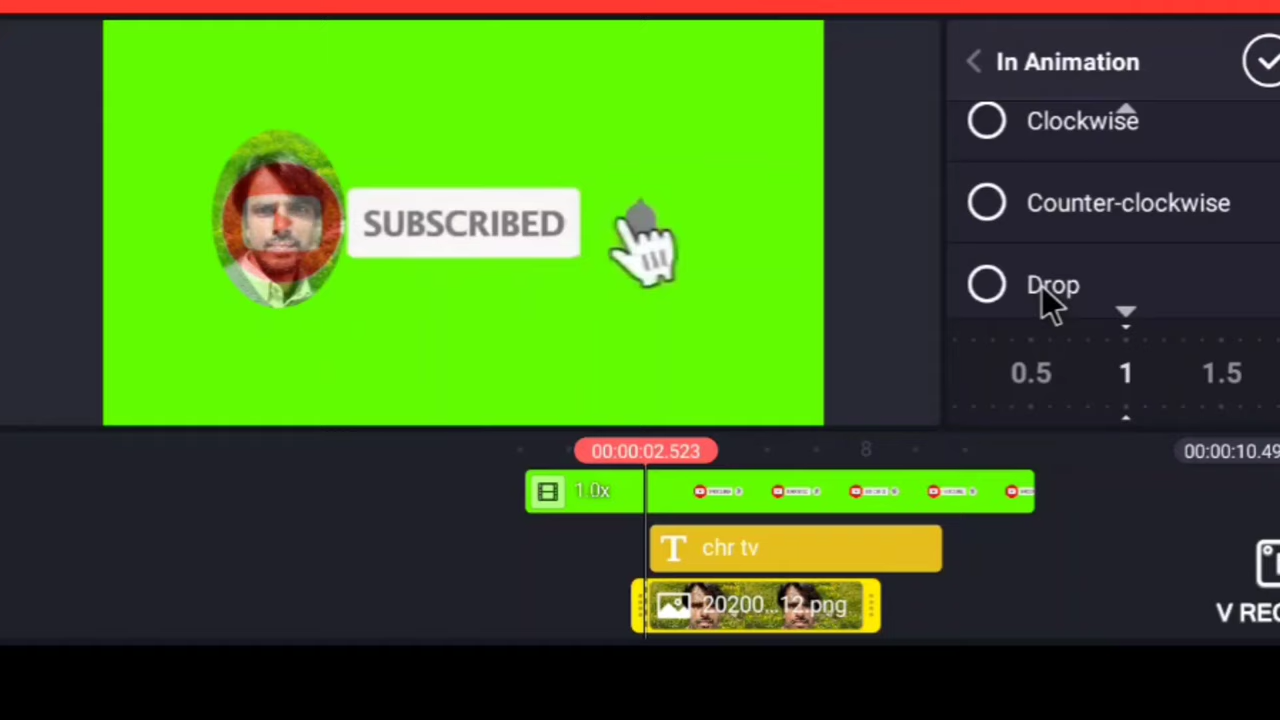 In Animation
Clockwise
Counter-clockwise
Drop
0.5 1 1.5
SUBSCRIBED
00:00:02.523
8
00:00:10.49
1.0x
chr tv
20200...12.png
V REC